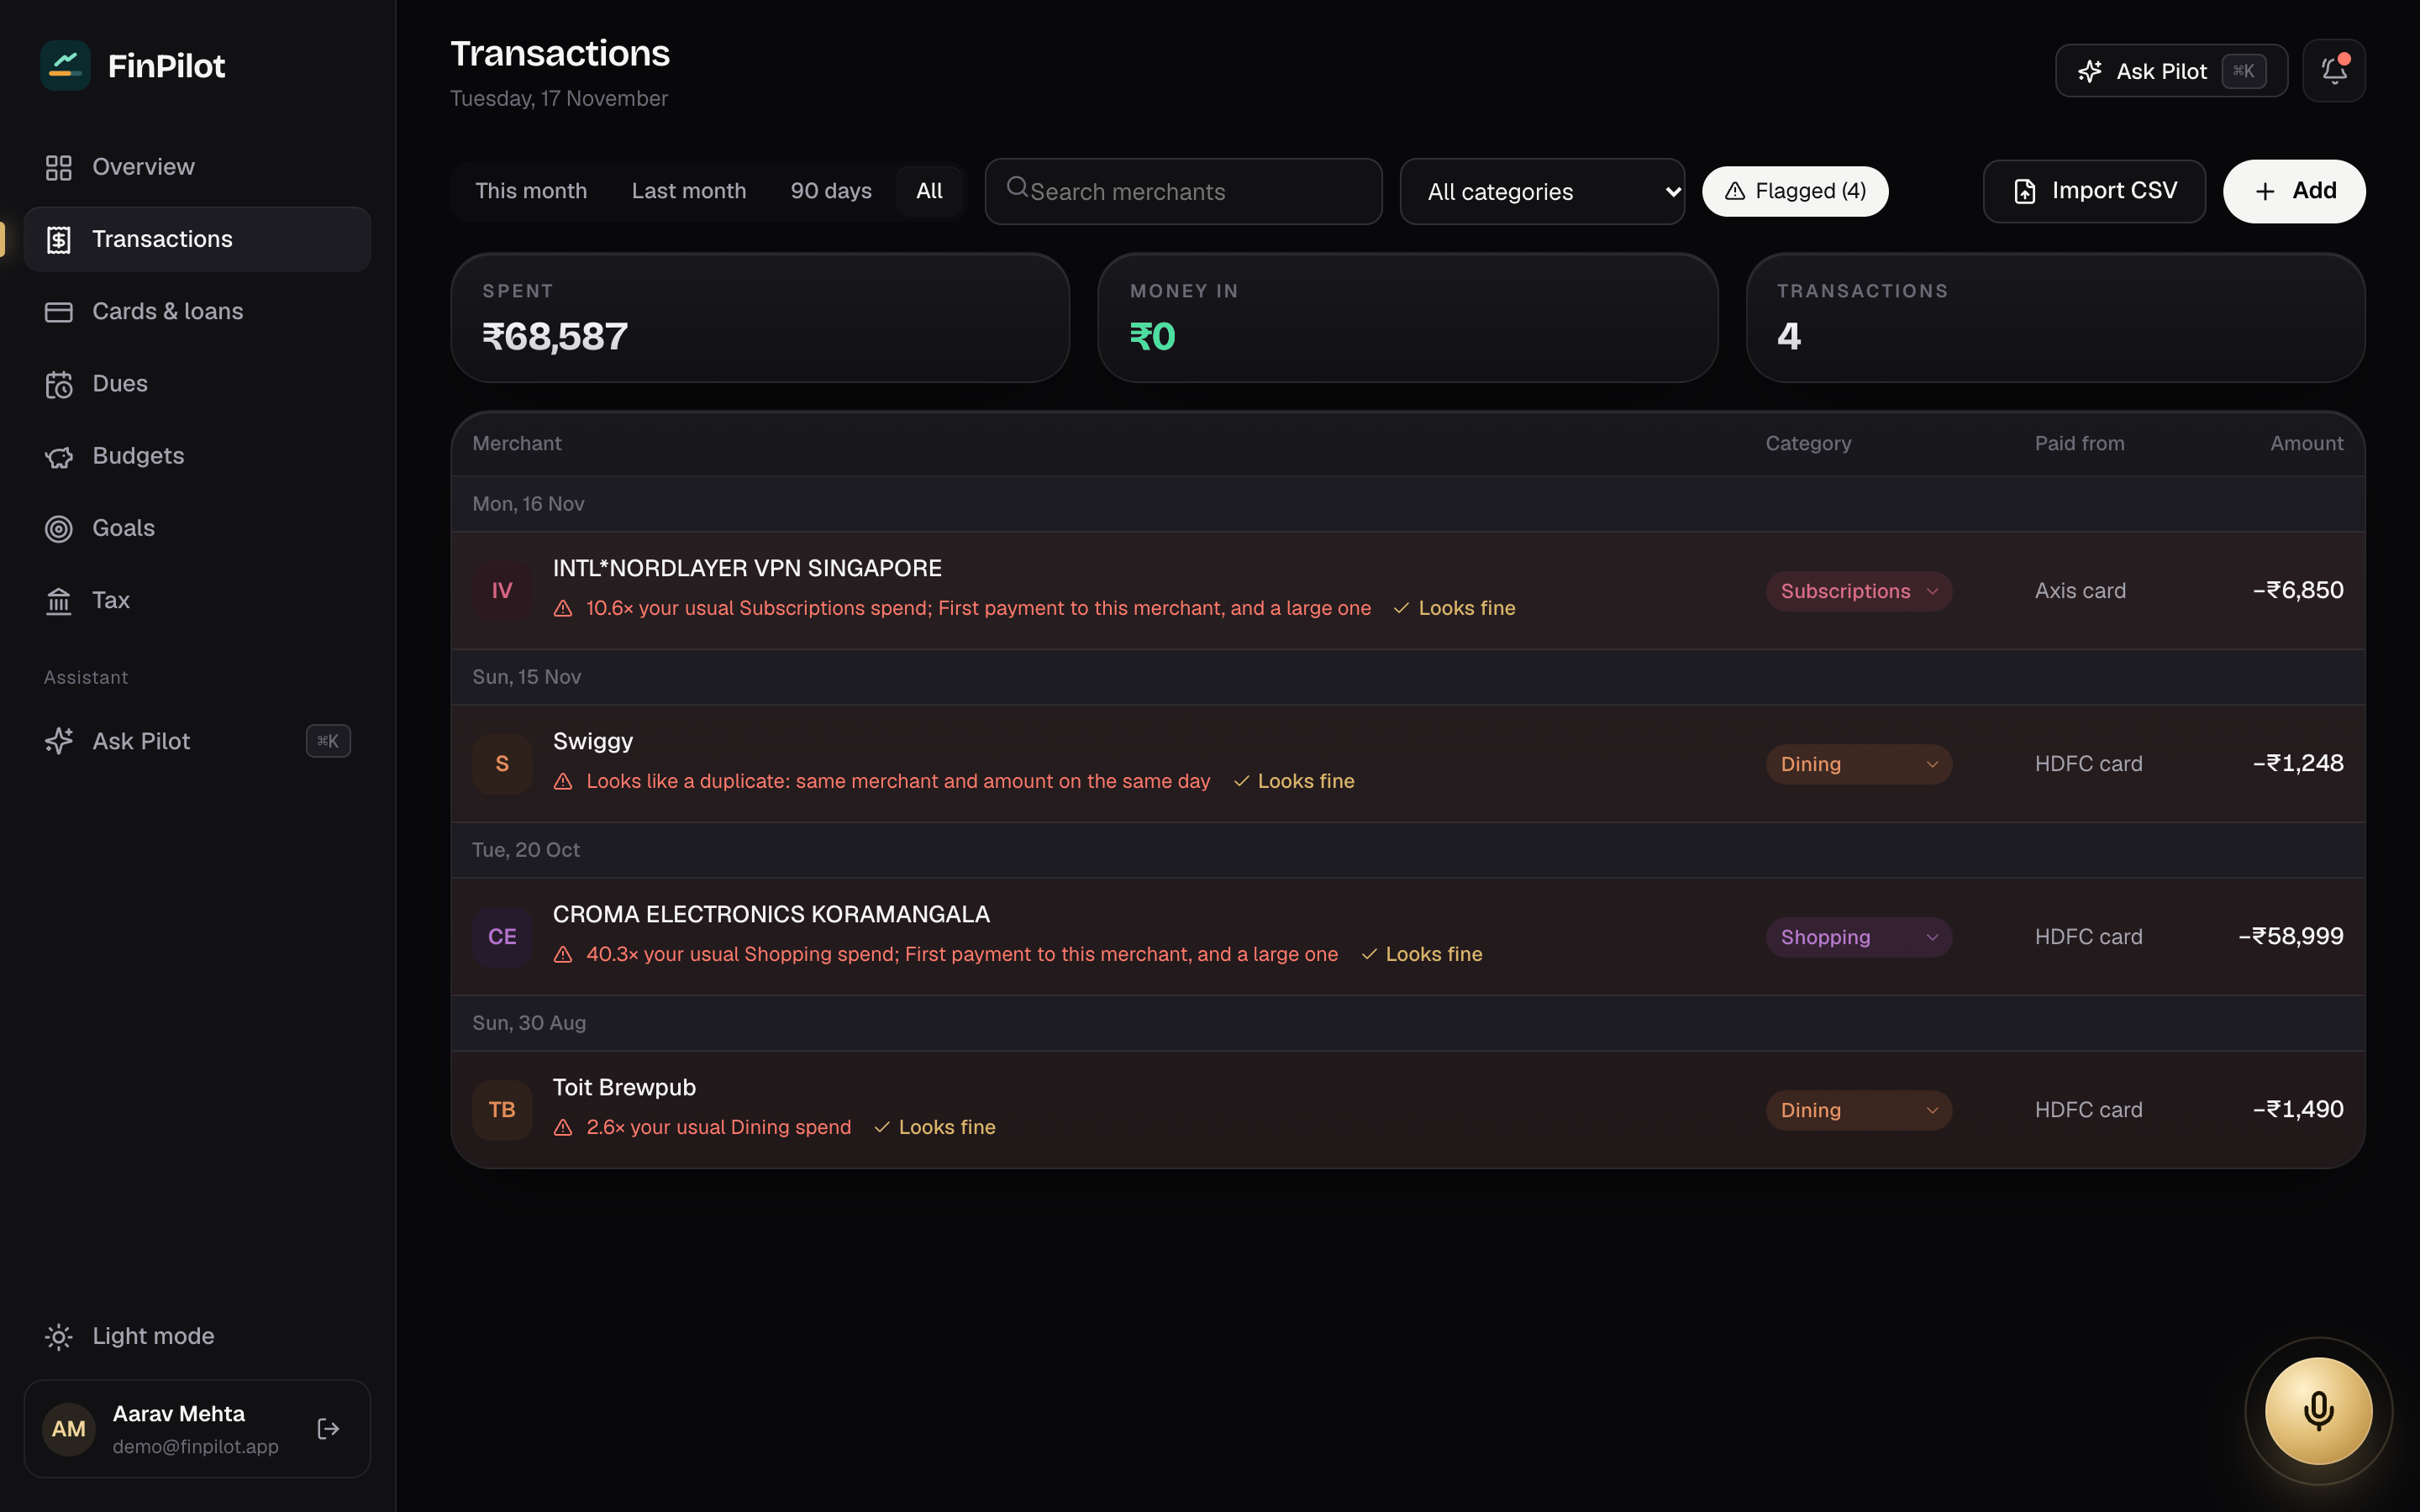 FinPilot
Overview
Transactions
Cards & loans
Dues
Budgets
Goals
Tax
Assistant
Ask Pilot ⌘K
Light mode
AM
Aarav Mehta
demo@finpilot.app
Transactions
Tuesday, 17 November
Ask Pilot ⌘K
This month Last month 90 days All
Search merchants
All categories
Flagged (4)
Import CSV
Add
SPENT
₹68,587
MONEY IN
₹0
TRANSACTIONS
4
Merchant Category Paid from Amount
Mon, 16 Nov
IV
INTL*NORDLAYER VPN SINGAPORE
10.6× your usual Subscriptions spend; First payment to this merchant, and a large one Looks fine
Subscriptions Axis card −₹6,850
Sun, 15 Nov
S
Swiggy
Looks like a duplicate: same merchant and amount on the same day Looks fine
Dining HDFC card −₹1,248
Tue, 20 Oct
CE
CROMA ELECTRONICS KORAMANGALA
40.3× your usual Shopping spend; First payment to this merchant, and a large one Looks fine
Shopping HDFC card −₹58,999
Sun, 30 Aug
TB
Toit Brewpub
2.6× your usual Dining spend Looks fine
Dining HDFC card −₹1,490